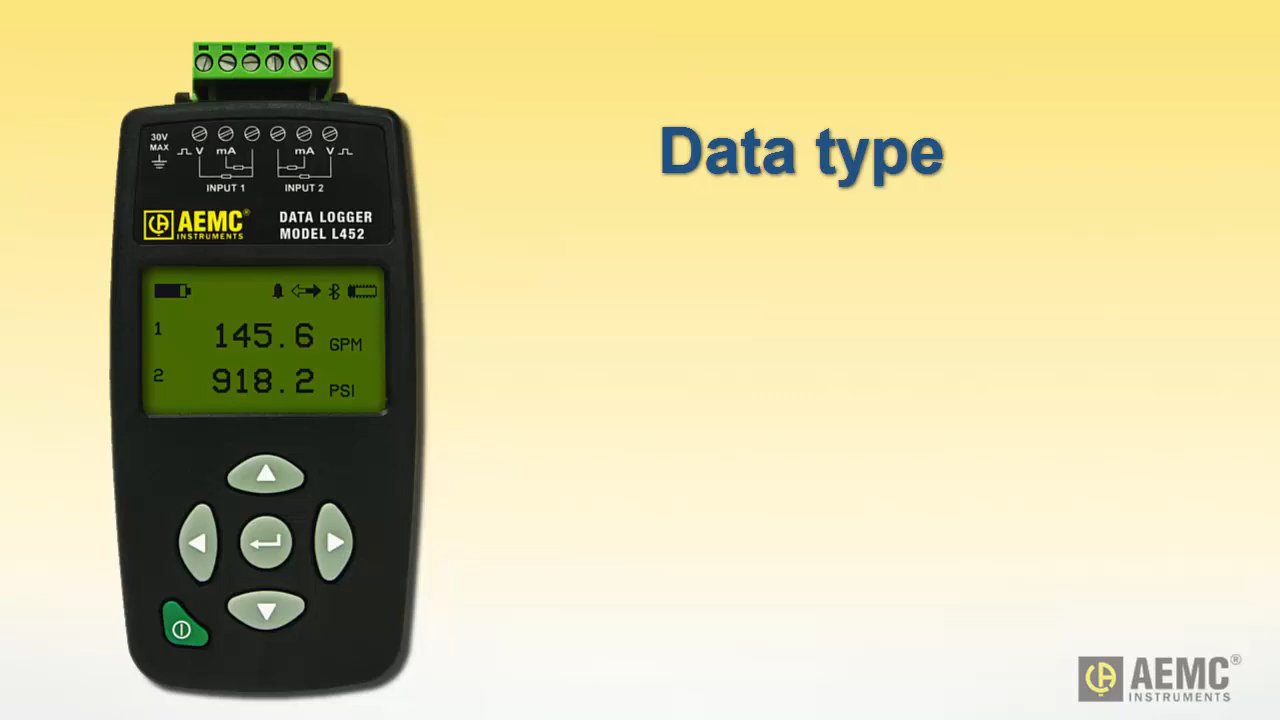 Data type
30V
MAX
V mA mA V
INPUT 1 INPUT 2
AEMC®
INSTRUMENTS
DATA LOGGER
MODEL L452
1 145.6 GPM
2 918.2 PSI
AEMC®
INSTRUMENTS